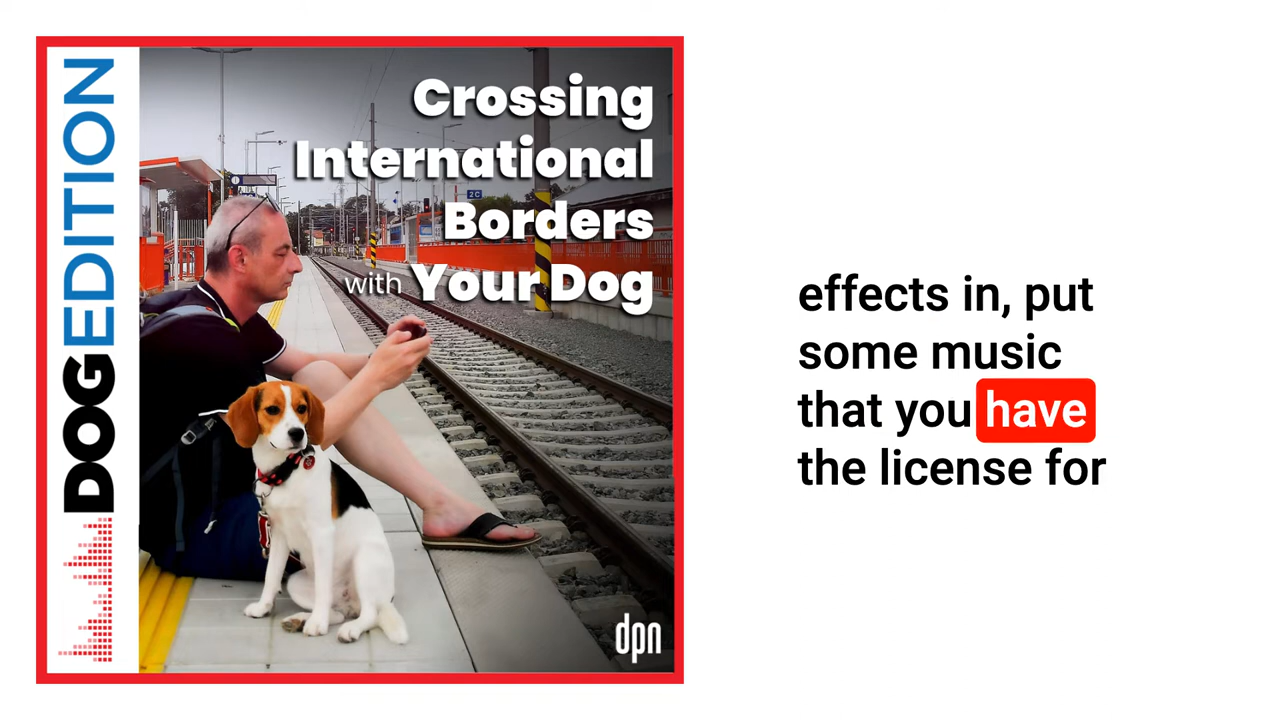 DOGEDITION
Crossing
International
Borders
with Your Dog
2C
dpn
effects in, put
some music
that you have
the license for